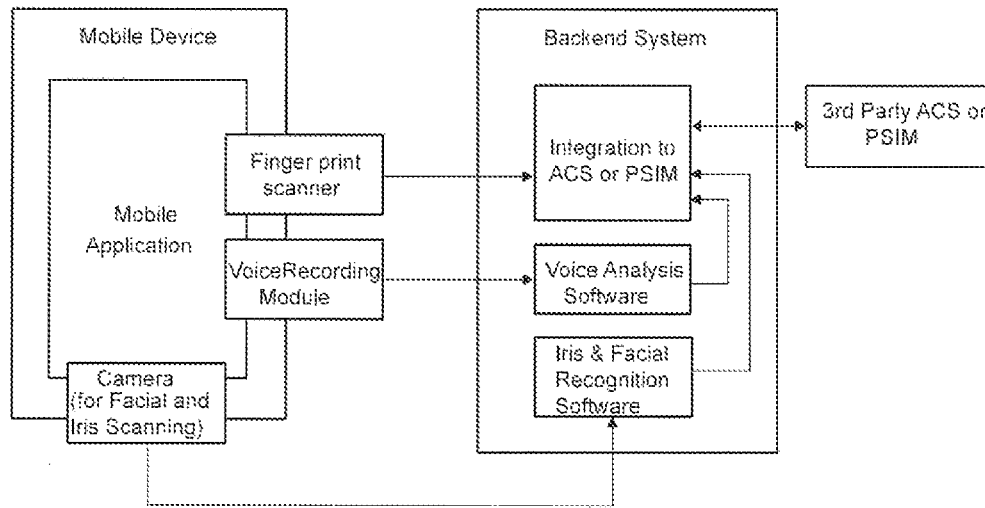 Mobile Device
Mobile
Application
Finger print
scanner
VoiceRecording
Module
Camera
(for Facial and
Iris Scanning)
Backend System
Integration to
ACS or PSIM
Voice Analysis
Software
Iris & Facial
Recognition
Software
3rd Party ACS or
PSIM